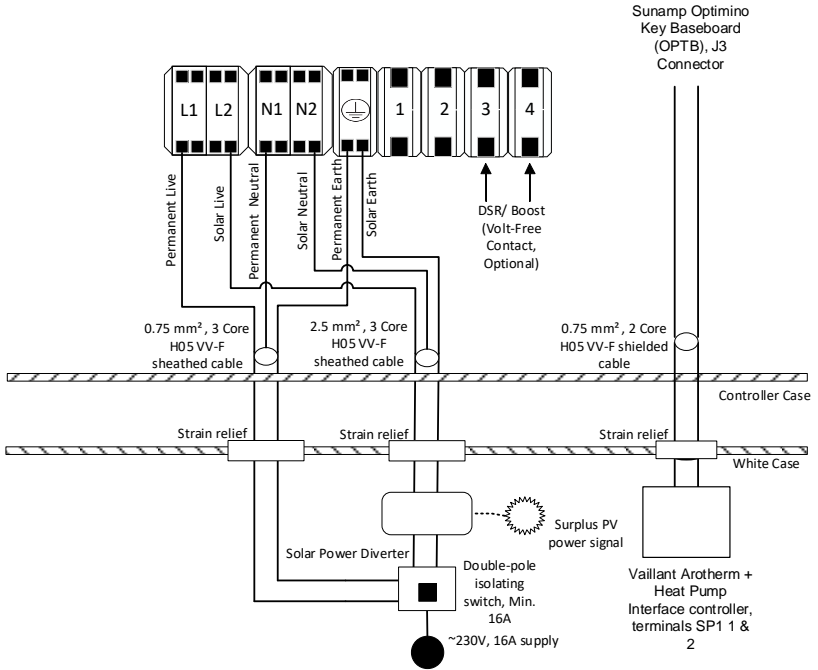 Sunamp Optimino
Key Baseboard
(OPTB), J3
Connector
L1
L2
N1
N2
1
2
3
4
Permanent Live
Solar Live
Permanent Neutral
Solar Neutral
Permanent Earth
Solar Earth
DSR/ Boost
(Volt-Free
Contact,
Optional)
0.75 mm², 3 Core
H05 VV-F
sheathed cable
2.5 mm², 3 Core
H05 VV-F
sheathed cable
0.75 mm², 2 Core
H05 VV-F shielded
cable
Controller Case
Strain relief
Strain relief
Strain relief
White Case
Surplus PV
power signal
Solar Power Diverter
Double-pole
isolating
switch, Min.
16A
~230V, 16A supply
Vaillant Arotherm +
Heat Pump
Interface controller,
terminals SP1 1 &
2